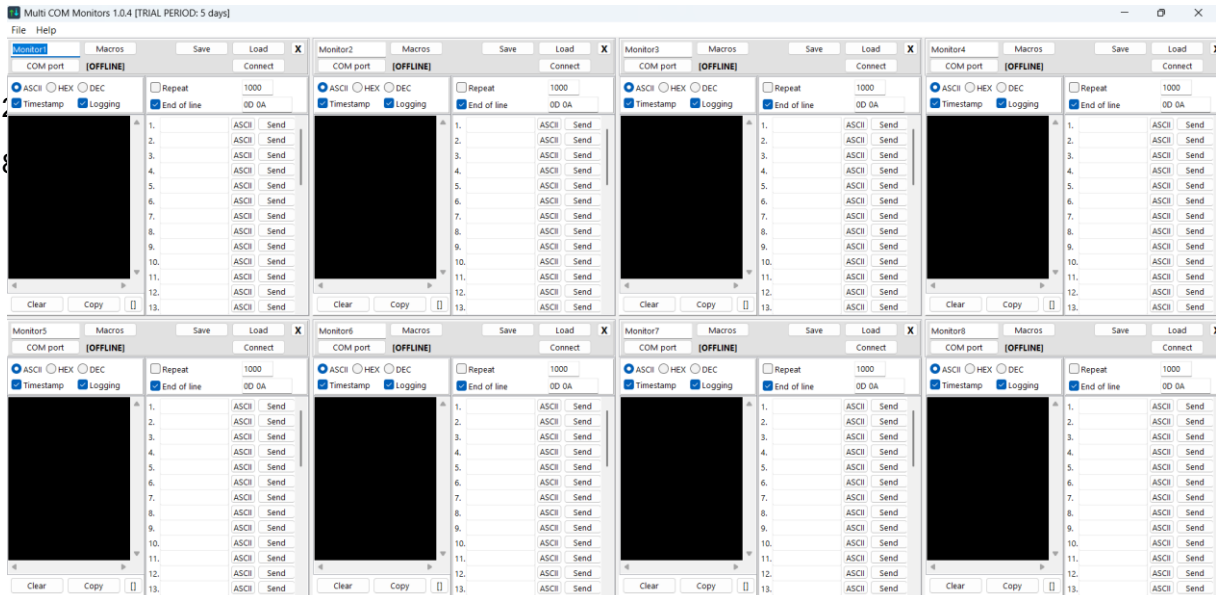 Multi COM Monitors 1.0.4 [TRIAL PERIOD: 5 days]
File Help
Monitor1 Macros Save Load X Monitor2 Macros Save Load X Monitor3 Macros Save Load X Monitor4 Macros Save Load
COM port [OFFLINE] Connect COM port [OFFLINE] Connect COM port [OFFLINE] Connect COM port [OFFLINE] Connect
ASCII HEX DEC Repeat 1000 ASCII HEX DEC Repeat 1000 ASCII HEX DEC Repeat 1000 ASCII HEX DEC Repeat 1000
Timestamp Logging End of line 0D 0A Timestamp Logging End of line 0D 0A Timestamp Logging End of line 0D 0A Timestamp Logging End of line 0D 0A
1. ASCII Send 1. ASCII Send 1. ASCII Send 1. ASCII Send
2. ASCII Send 2. ASCII Send 2. ASCII Send 2. ASCII Send
3. ASCII Send 3. ASCII Send 3. ASCII Send 3. ASCII Send
4. ASCII Send 4. ASCII Send 4. ASCII Send 4. ASCII Send
5. ASCII Send 5. ASCII Send 5. ASCII Send 5. ASCII Send
6. ASCII Send 6. ASCII Send 6. ASCII Send 6. ASCII Send
7. ASCII Send 7. ASCII Send 7. ASCII Send 7. ASCII Send
8. ASCII Send 8. ASCII Send 8. ASCII Send 8. ASCII Send
9. ASCII Send 9. ASCII Send 9. ASCII Send 9. ASCII Send
10. ASCII Send 10. ASCII Send 10. ASCII Send 10. ASCII Send
11. ASCII Send 11. ASCII Send 11. ASCII Send 11. ASCII Send
12. ASCII Send 12. ASCII Send 12. ASCII Send 12. ASCII Send
Clear Copy [] 13. ASCII Send Clear Copy [] 13. ASCII Send Clear Copy [] 13. ASCII Send Clear Copy [] 13. ASCII Send
Monitor5 Macros Save Load X Monitor6 Macros Save Load X Monitor7 Macros Save Load X Monitor8 Macros Save Load
COM port [OFFLINE] Connect COM port [OFFLINE] Connect COM port [OFFLINE] Connect COM port [OFFLINE] Connect
ASCII HEX DEC Repeat 1000 ASCII HEX DEC Repeat 1000 ASCII HEX DEC Repeat 1000 ASCII HEX DEC Repeat 1000
Timestamp Logging End of line 0D 0A Timestamp Logging End of line 0D 0A Timestamp Logging End of line 0D 0A Timestamp Logging End of line 0D 0A
1. ASCII Send 1. ASCII Send 1. ASCII Send 1. ASCII Send
2. ASCII Send 2. ASCII Send 2. ASCII Send 2. ASCII Send
3. ASCII Send 3. ASCII Send 3. ASCII Send 3. ASCII Send
4. ASCII Send 4. ASCII Send 4. ASCII Send 4. ASCII Send
5. ASCII Send 5. ASCII Send 5. ASCII Send 5. ASCII Send
6. ASCII Send 6. ASCII Send 6. ASCII Send 6. ASCII Send
7. ASCII Send 7. ASCII Send 7. ASCII Send 7. ASCII Send
8. ASCII Send 8. ASCII Send 8. ASCII Send 8. ASCII Send
9. ASCII Send 9. ASCII Send 9. ASCII Send 9. ASCII Send
10. ASCII Send 10. ASCII Send 10. ASCII Send 10. ASCII Send
11. ASCII Send 11. ASCII Send 11. ASCII Send 11. ASCII Send
12. ASCII Send 12. ASCII Send 12. ASCII Send 12. ASCII Send
Clear Copy [] 13. ASCII Send Clear Copy [] 13. ASCII Send Clear Copy [] 13. ASCII Send Clear Copy [] 13. ASCII Send